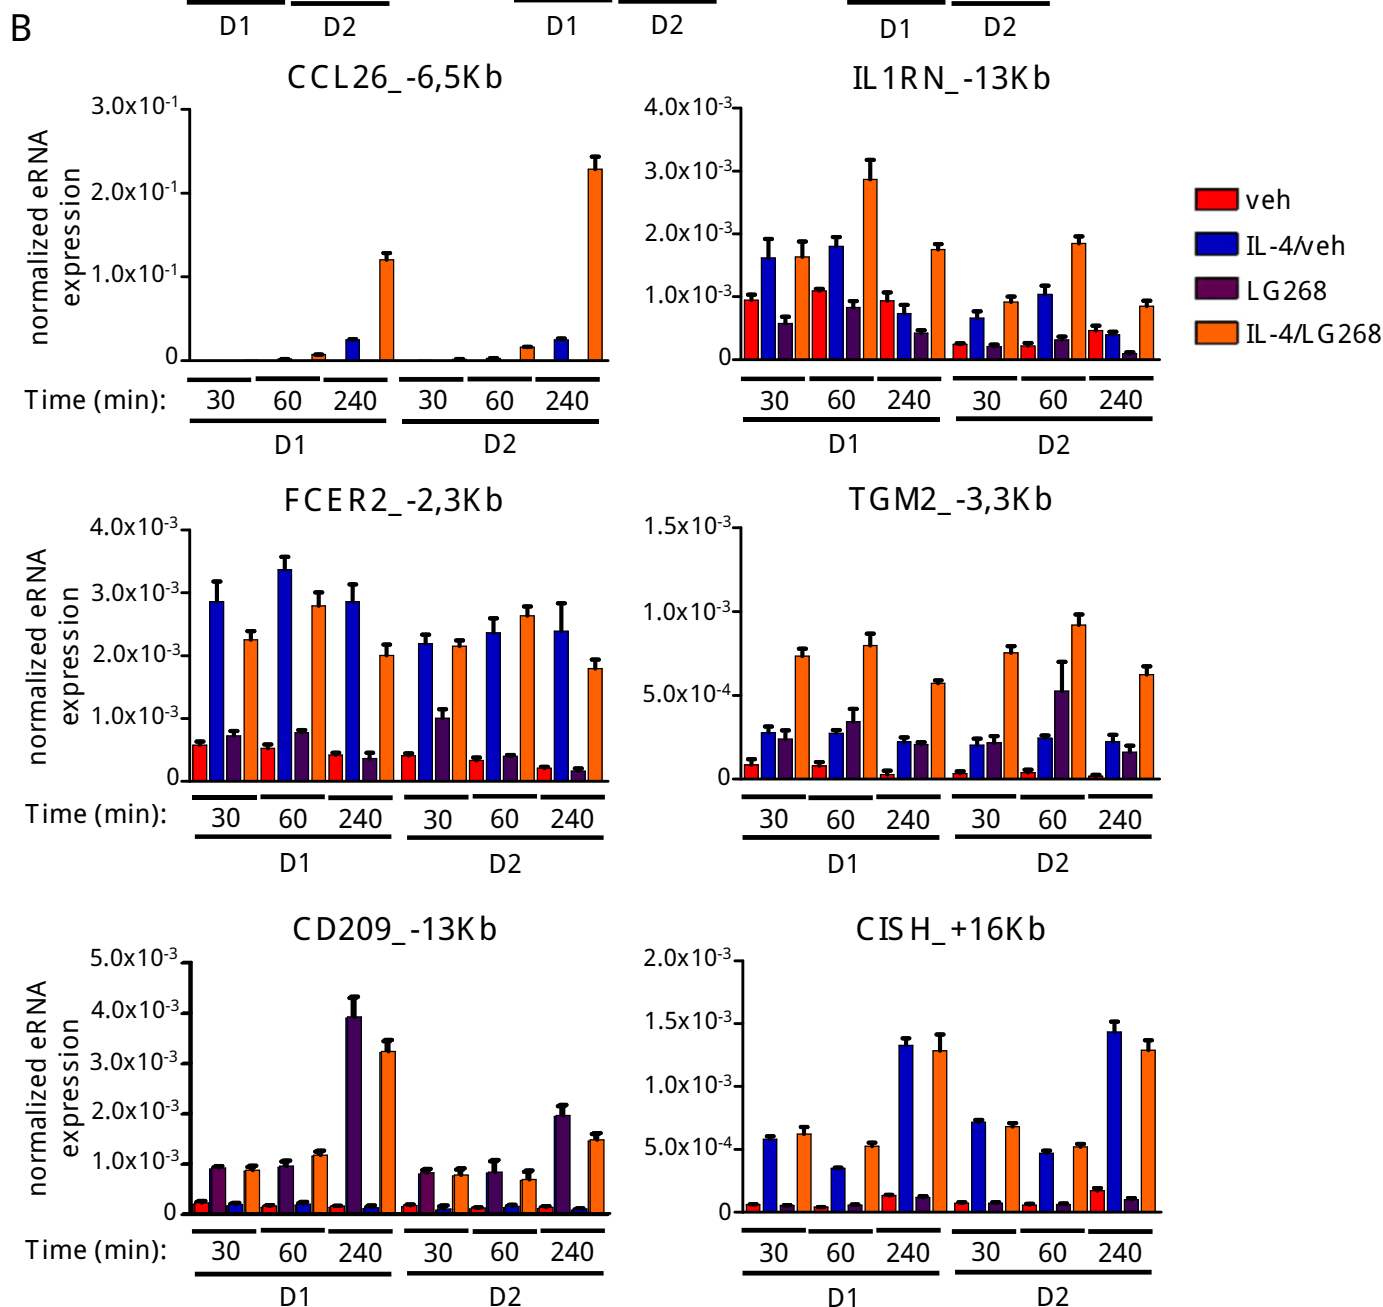 B
D1 D2 D1 D2 D1 D2
CCL26_-6,5Kb
normalized eRNA
expression
3.0x10⁻¹
2.0x10⁻¹
1.0x10⁻¹
0
Time (min): 30 60 240 30 60 240
D1 D2
IL1RN_-13Kb
4.0x10⁻³
3.0x10⁻³
2.0x10⁻³
1.0x10⁻³
0
30 60 240 30 60 240
D1 D2
veh
IL-4/veh
LG268
IL-4/LG268
FCER2_-2,3Kb
normalized eRNA
expression
4.0x10⁻³
3.0x10⁻³
2.0x10⁻³
1.0x10⁻³
0
Time (min): 30 60 240 30 60 240
D1 D2
TGM2_-3,3Kb
1.5x10⁻³
1.0x10⁻³
5.0x10⁻⁴
0
30 60 240 30 60 240
D1 D2
CD209_-13Kb
normalized eRNA
expression
5.0x10⁻³
4.0x10⁻³
3.0x10⁻³
2.0x10⁻³
1.0x10⁻³
0
Time (min): 30 60 240 30 60 240
D1 D2
CISH_+16Kb
2.0x10⁻³
1.5x10⁻³
1.0x10⁻³
5.0x10⁻⁴
0
30 60 240 30 60 240
D1 D2